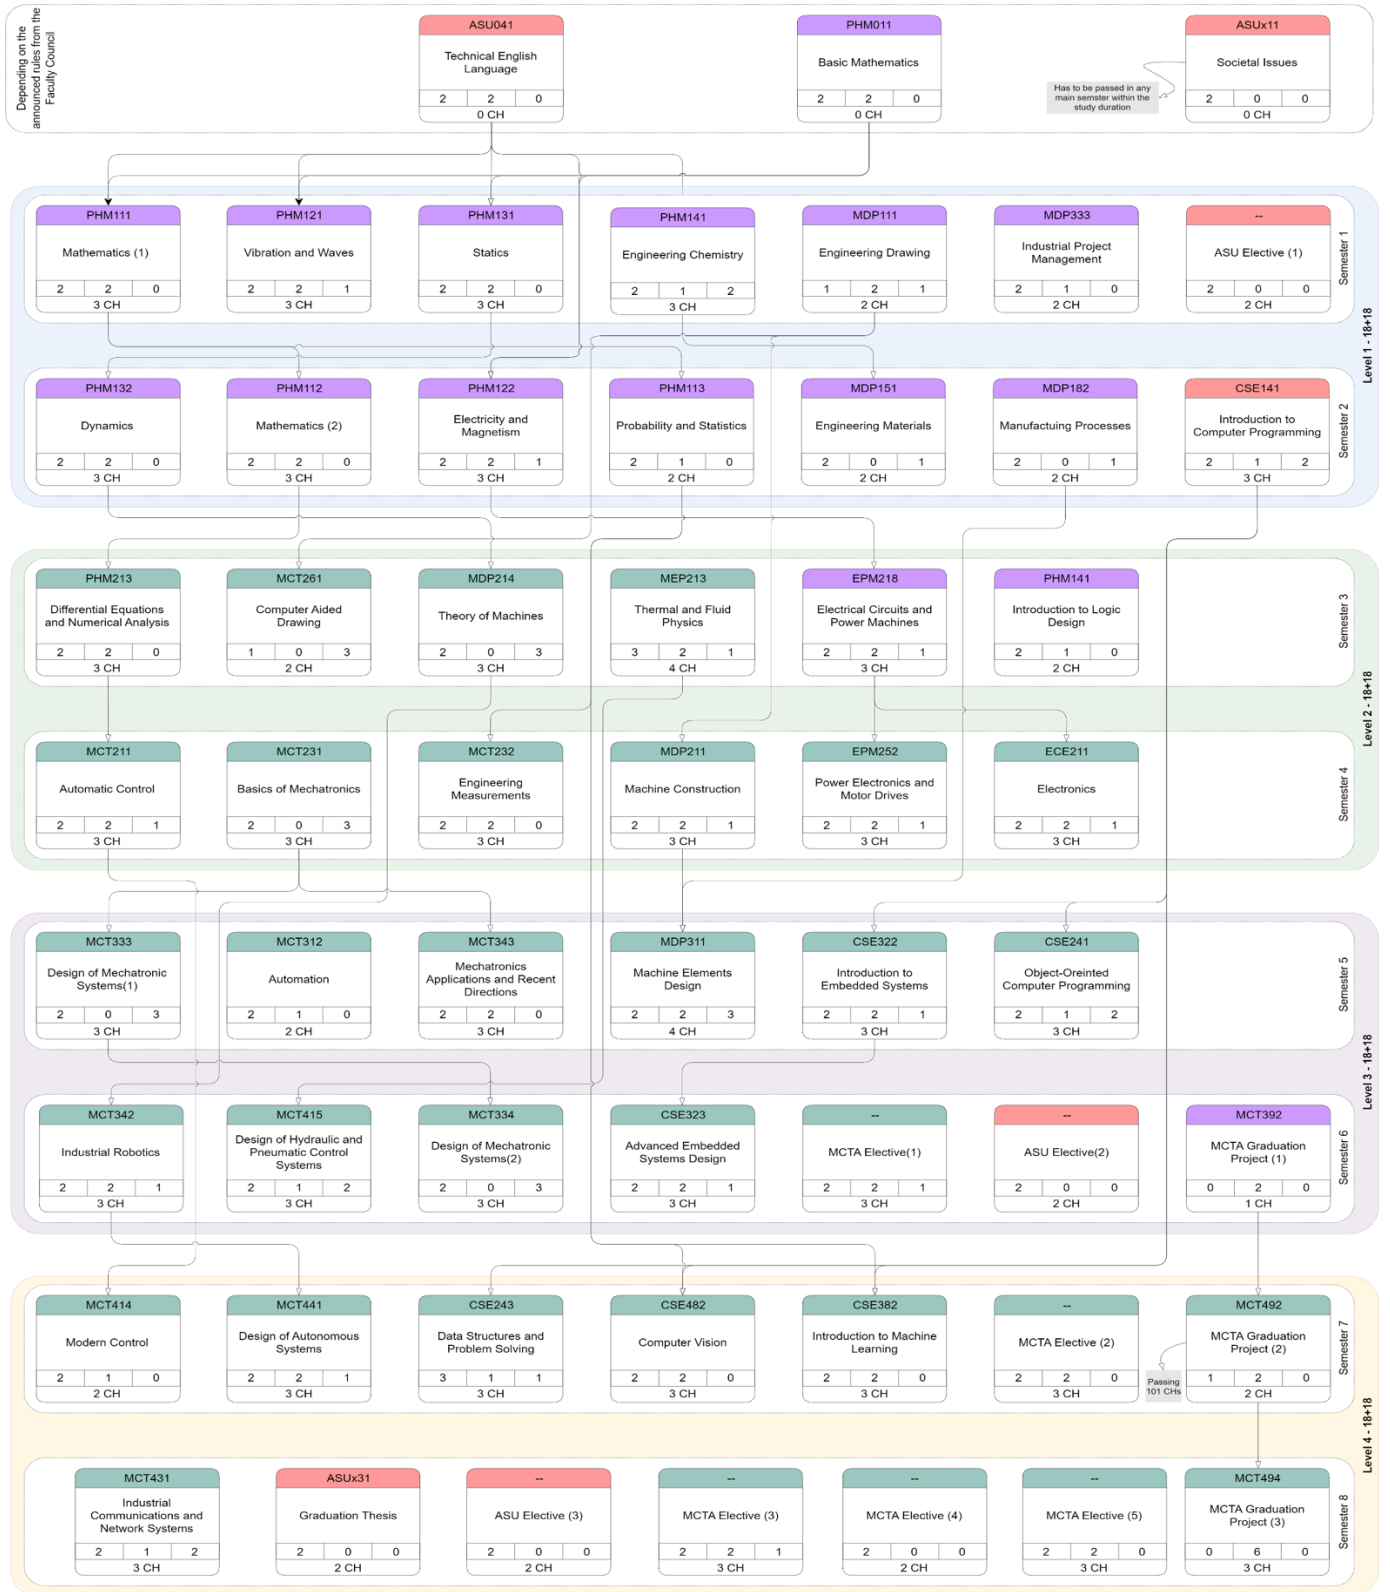 Depending on the
announced rules from the
Faculty Council
ASU041
Technical English
Language
2 2 0
0 CH
PHM011
Basic Mathematics
2 2 0
0 CH
ASUx11
Societal Issues
2 0 0
0 CH
Has to be passed in any
main semster within the
study duration
PHM111
Mathematics (1)
2 2 0
3 CH
PHM121
Vibration and Waves
2 2 1
3 CH
PHM131
Statics
2 2 0
3 CH
PHM141
Engineering Chemistry
2 1 2
3 CH
MDP111
Engineering Drawing
1 2 1
2 CH
MDP333
Industrial Project
Management
2 1 0
2 CH
--
ASU Elective (1)
2 0 0
2 CH
Semester 1
Level 1 - 18+18
PHM132
Dynamics
2 2 0
3 CH
PHM112
Mathematics (2)
2 2 0
3 CH
PHM122
Electricity and
Magnetism
2 2 1
3 CH
PHM113
Probability and Statistics
2 1 0
2 CH
MDP151
Engineering Materials
2 0 1
2 CH
MDP182
Manufactuing Processes
2 0 1
2 CH
CSE141
Introduction to
Computer Programming
2 1 2
3 CH
Semester 2
PHM213
Differential Equations
and Numerical Analysis
2 2 0
3 CH
MCT261
Computer Aided
Drawing
1 0 3
2 CH
MDP214
Theory of Machines
2 0 3
3 CH
MEP213
Thermal and Fluid
Physics
3 2 1
4 CH
EPM218
Electrical Circuits and
Power Machines
2 2 1
3 CH
PHM141
Introduction to Logic
Design
2 1 0
2 CH
Semester 3
Level 2 - 18+18
MCT211
Automatic Control
2 2 1
3 CH
MCT231
Basics of Mechatronics
2 0 3
3 CH
MCT232
Engineering
Measurements
2 2 0
3 CH
MDP211
Machine Construction
2 2 1
3 CH
EPM252
Power Electronics and
Motor Drives
2 2 1
3 CH
ECE211
Electronics
2 2 1
3 CH
Semester 4
MCT333
Design of Mechatronic
Systems(1)
2 0 3
3 CH
MCT312
Automation
2 1 0
2 CH
MCT343
Mechatronics
Applications and Recent
Directions
2 2 0
3 CH
MDP311
Machine Elements
Design
2 2 3
4 CH
CSE322
Introduction to
Embedded Systems
2 2 1
3 CH
CSE241
Object-Oreinted
Computer Programming
2 1 2
3 CH
Semester 5
Level 3 - 18+18
MCT342
Industrial Robotics
2 2 1
3 CH
MCT415
Design of Hydraulic and
Pneumatic Control
Systems
2 1 2
3 CH
MCT334
Design of Mechatronic
Systems(2)
2 0 3
3 CH
CSE323
Advanced Embedded
Systems Design
2 2 1
3 CH
--
MCTA Elective(1)
2 2 1
3 CH
--
ASU Elective(2)
2 0 0
2 CH
MCT392
MCTA Graduation
Project (1)
0 2 0
1 CH
Semester 6
MCT414
Modern Control
2 1 0
2 CH
MCT441
Design of Autonomous
Systems
2 2 1
3 CH
CSE243
Data Structures and
Problem Solving
3 1 1
3 CH
CSE482
Computer Vision
2 2 0
3 CH
CSE382
Introduction to Machine
Learning
2 2 0
3 CH
--
MCTA Elective (2)
2 2 0
3 CH
Passing
101 CHs
MCT492
MCTA Graduation
Project (2)
1 2 0
2 CH
Semester 7
Level 4 - 18+18
MCT431
Industrial
Communications and
Network Systems
2 1 2
3 CH
ASUx31
Graduation Thesis
2 0 0
2 CH
--
ASU Elective (3)
2 0 0
2 CH
--
MCTA Elective (3)
2 2 1
3 CH
--
MCTA Elective (4)
2 0 0
2 CH
--
MCTA Elective (5)
2 2 0
3 CH
MCT494
MCTA Graduation
Project (3)
0 6 0
3 CH
Semester 8